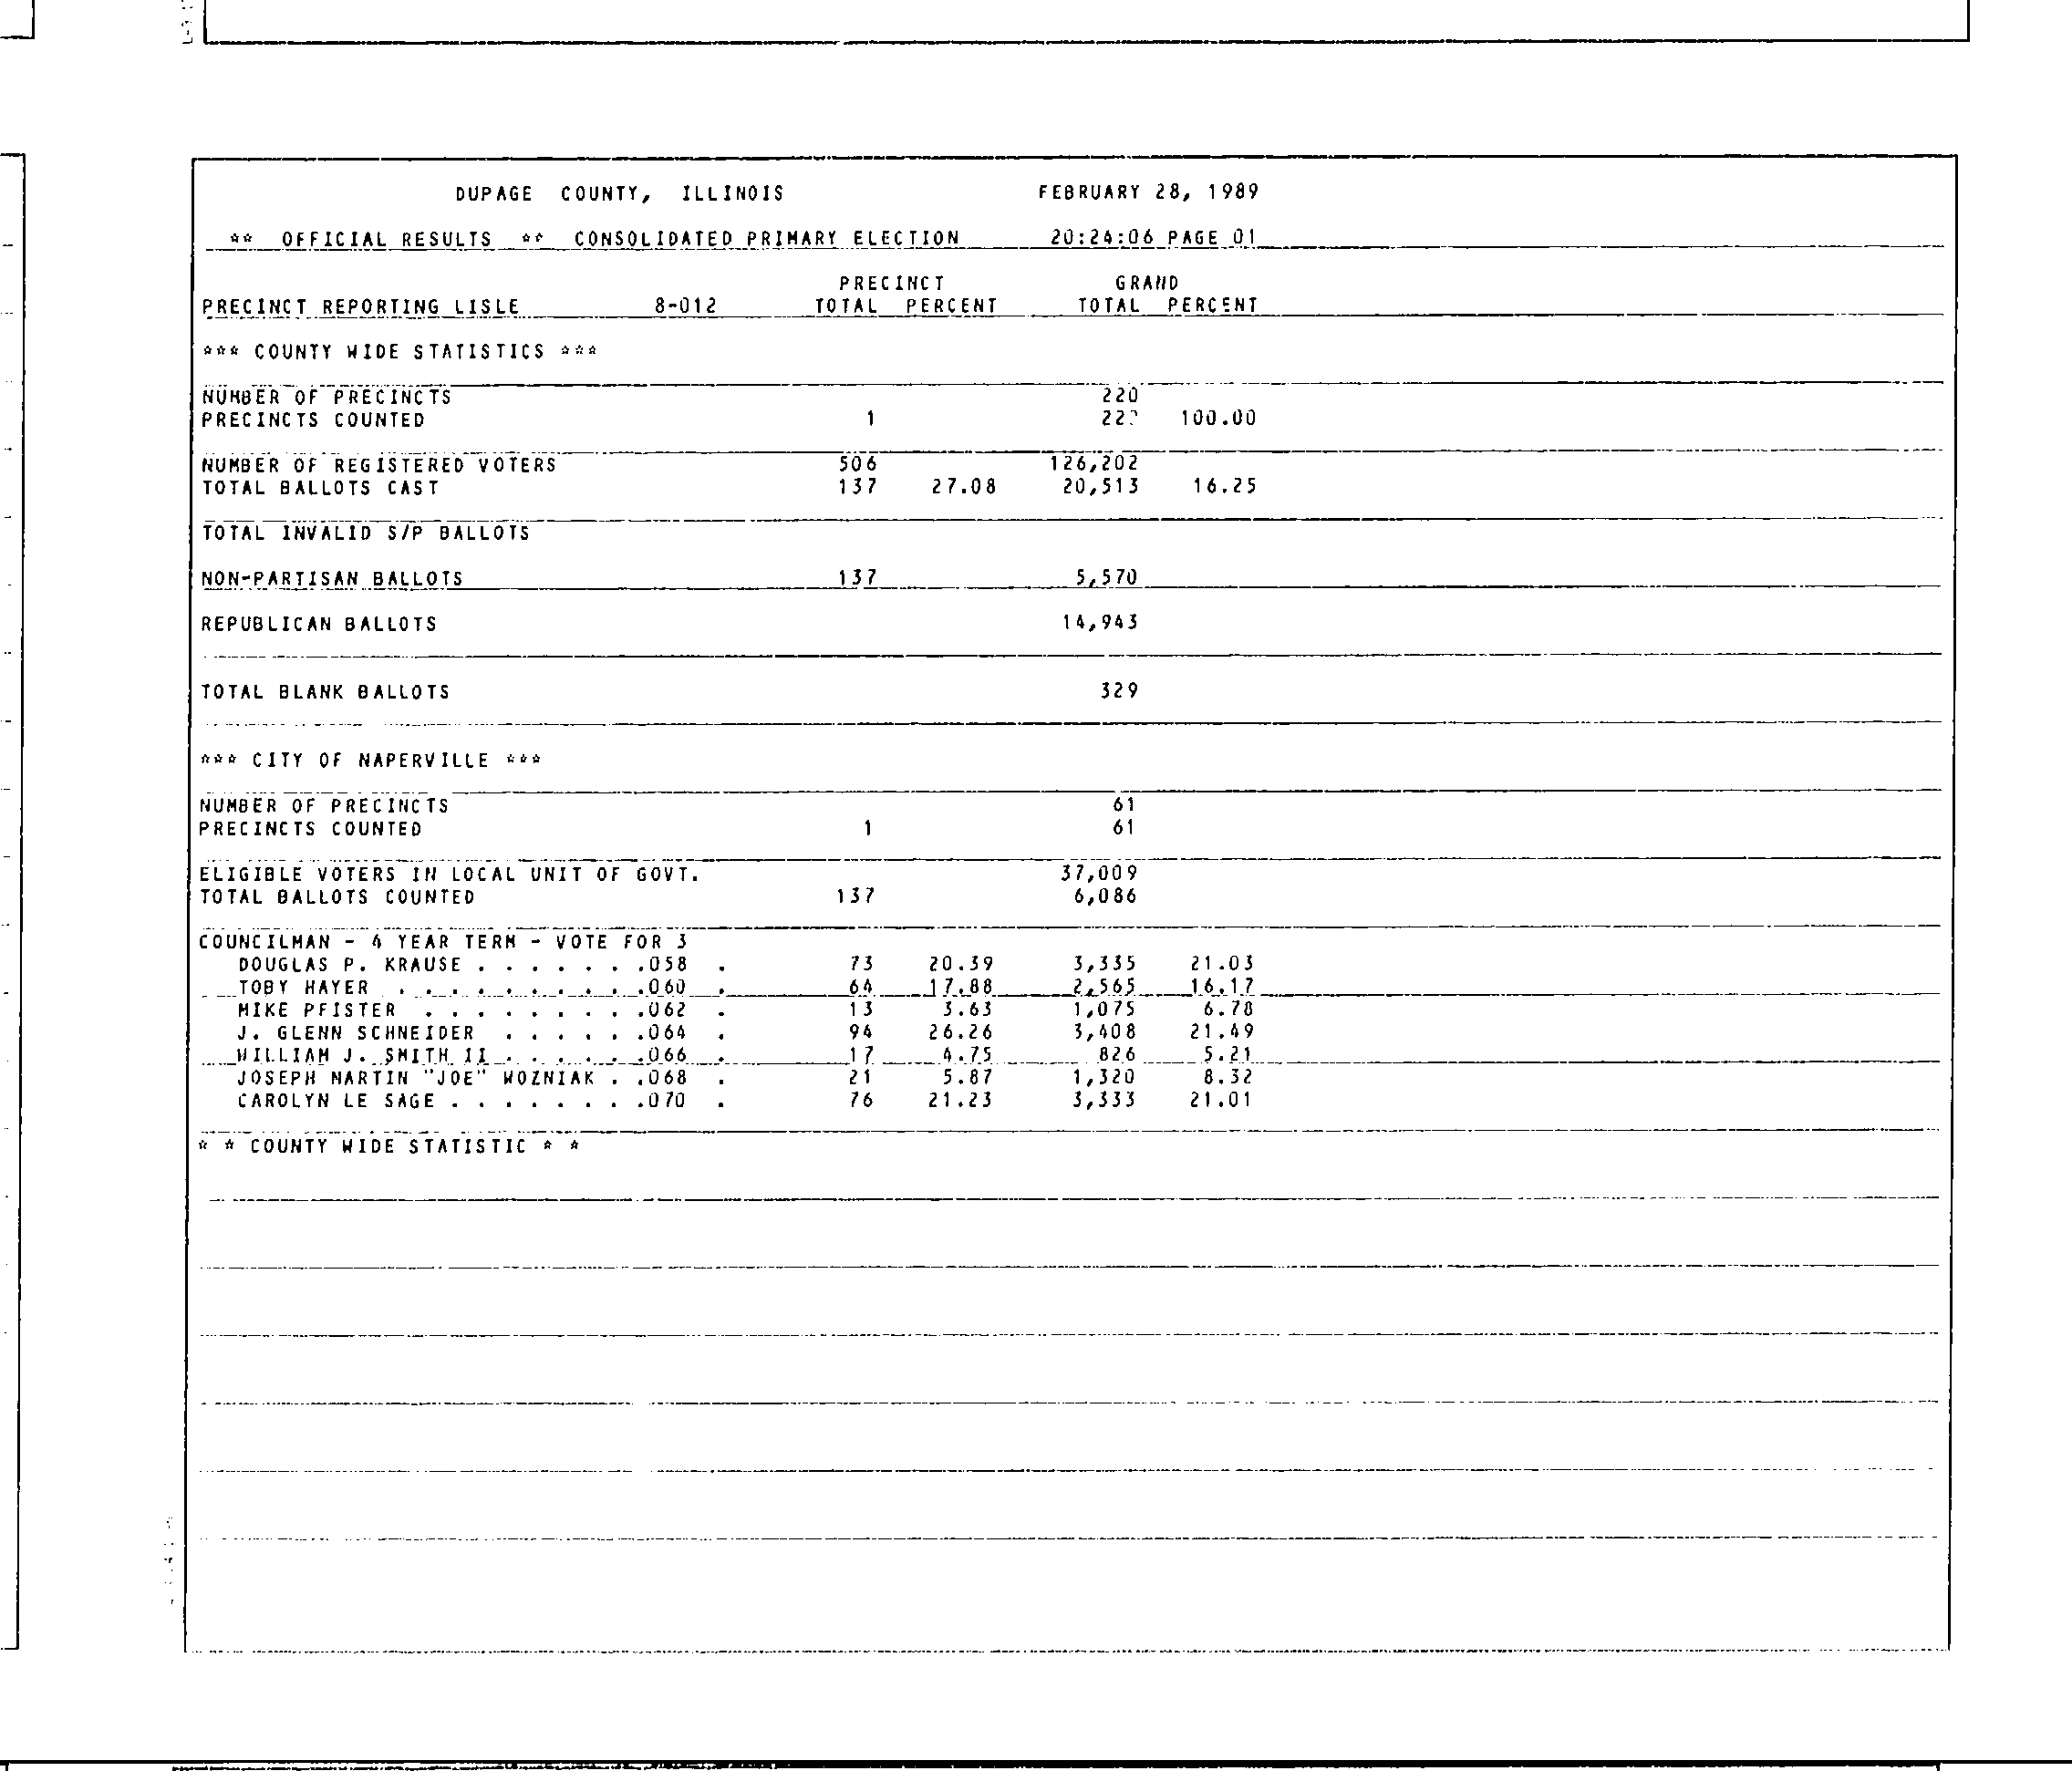 DUPAGE COUNTY, ILLINOIS FEBRUARY 28, 1989
** OFFICIAL RESULTS ** CONSOLIDATED PRIMARY ELECTION 20:24:06 PAGE 01
PRECINCT GRAND
PRECINCT REPORTING LISLE 8-012 TOTAL PERCENT TOTAL PERCENT
*** COUNTY WIDE STATISTICS ***
NUMBER OF PRECINCTS 220
PRECINCTS COUNTED 1 100.00
NUMBER OF REGISTERED VOTERS 506 126,202
TOTAL BALLOTS CAST 137 27.08 20,513 16.25
TOTAL INVALID S/P BALLOTS
NON-PARTISAN BALLOTS 137 5,570
REPUBLICAN BALLOTS 14,943
TOTAL BLANK BALLOTS 329
*** CITY OF NAPERVILLE ***
NUMBER OF PRECINCTS 61
PRECINCTS COUNTED 1 61
ELIGIBLE VOTERS IN LOCAL UNIT OF GOVT. 37,009
TOTAL BALLOTS COUNTED 137 6,086
COUNCILMAN - 4 YEAR TERM - VOTE FOR 3
DOUGLAS P. KRAUSE . . . . . . .058 . 73 20.39 3,335 21.03
TOBY HAYER . . . . . . . . . .060 . 64 17.88 2,565 16.17
MIKE PFISTER . . . . . . . . .062 . 13 3.63 1,075 6.78
J. GLENN SCHNEIDER . . . . . .064 . 94 26.26 3,408 21.49
WILLIAM J. SMITH II . . . . . .066 . 17 4.75 826 5.21
JOSEPH MARTIN "JOE" WOZNIAK . .068 . 21 5.87 1,320 8.32
CAROLYN LE SAGE . . . . . . . .070 . 76 21.23 3,333 21.01
* * COUNTY WIDE STATISTIC * *